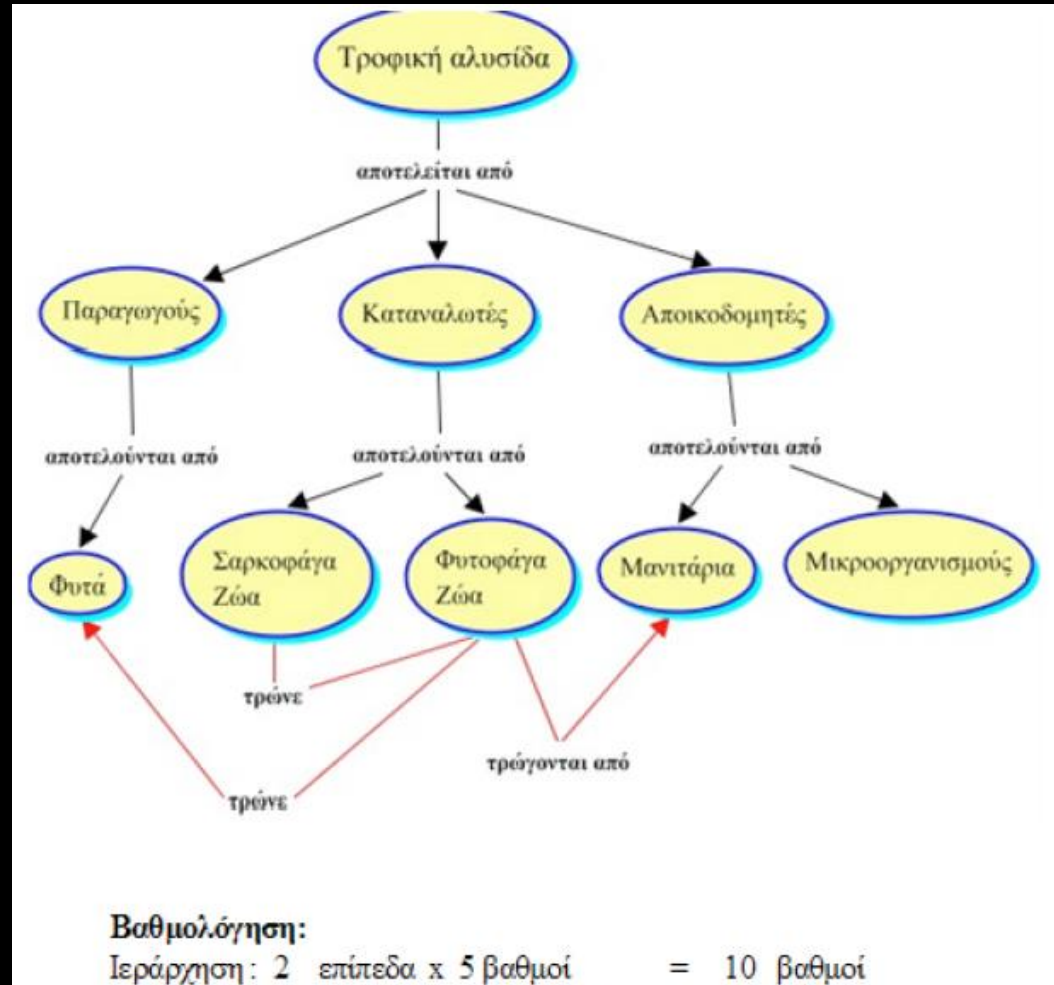 Τροφική αλυσίδα
αποτελείται από
Παραγωγούς
Καταναλωτές
Αποικοδομητές
αποτελούνται από
αποτελούνται από
αποτελούνται από
Φυτά
Σαρκοφάγα
Ζώα
Φυτοφάγα
Ζώα
Μανιτάρια
Μικροοργανισμούς
τρώνε
τρώγονται από
τρώνε
Βαθμολόγηση:
Ιεράρχηση : 2 επίπεδα x 5 βαθμοί = 10 βαθμοί